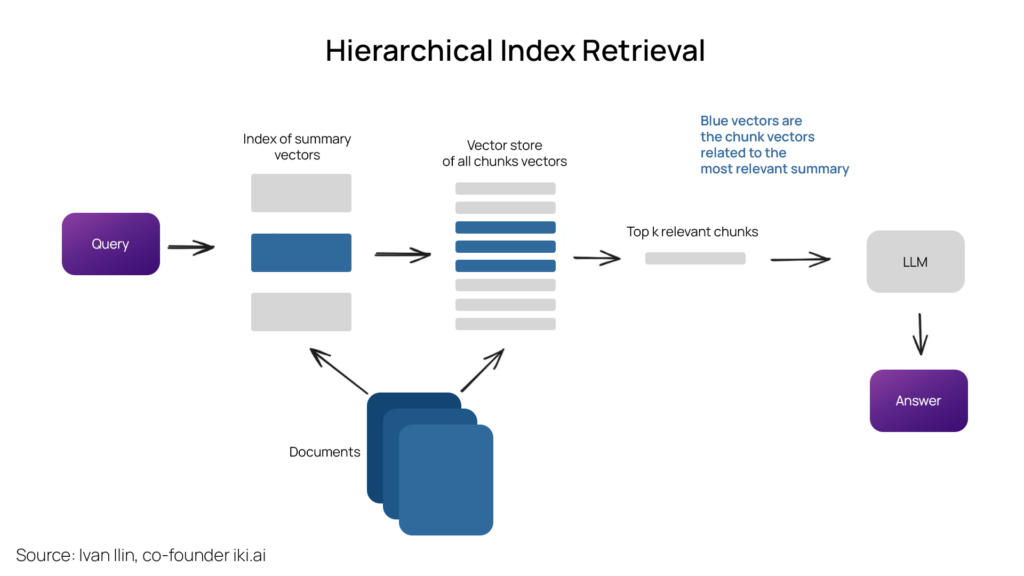 Hierarchical Index Retrieval
Index of summary
vectors
Vector store
of all chunks vectors
Blue vectors are
the chunk vectors
related to the
most relevant summary
Query
Top k relevant chunks
LLM
Answer
Documents
Source: Ivan Ilin, co-founder iki.ai